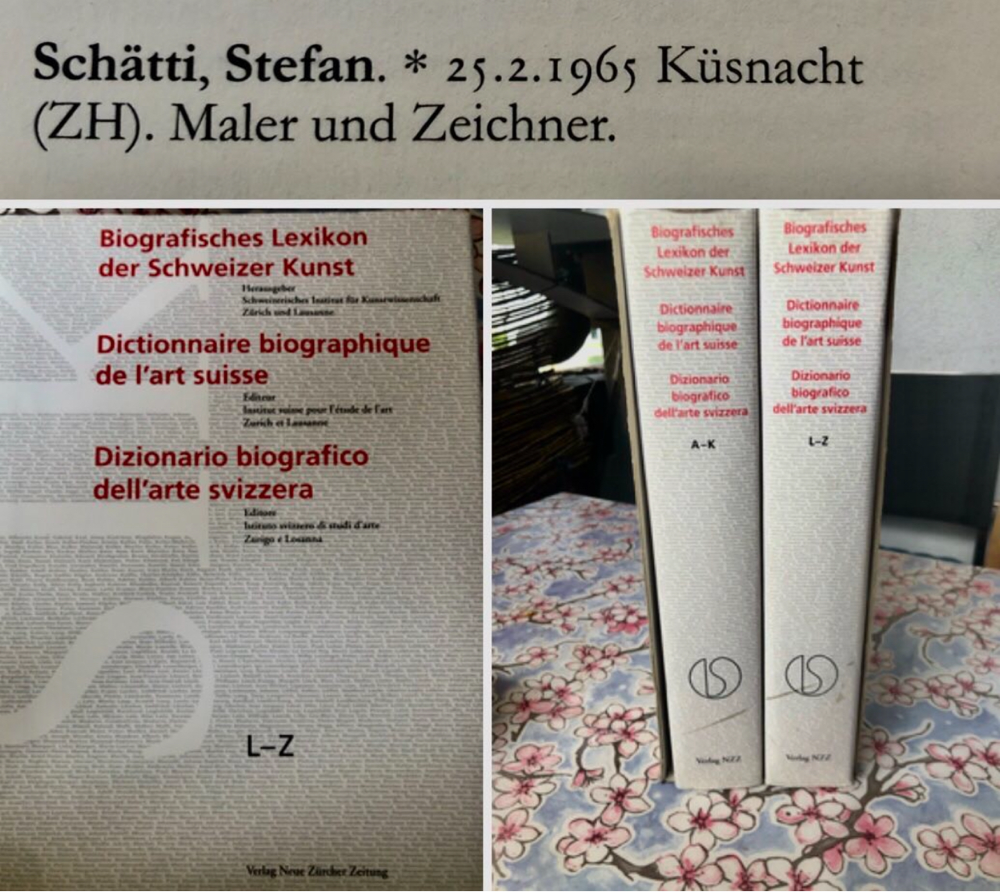 Schätti, Stefan. * 25.2.1965 Küsnacht
(ZH). Maler und Zeichner.
Biografisches Lexikon
der Schweizer Kunst
Herausgeber
Schweizerisches Institut für Kunstwissenschaft
Zürich und Lausanne
Dictionnaire biographique
de l'art suisse
Editeur
Institut suisse pour l'étude de l'art
Zurich et Lausanne
Dizionario biografico
dell'arte svizzera
Editore
Istituto svizzero di studi d'arte
Zurigo e Losanna
L–Z
Verlag Neue Zürcher Zeitung
Biografisches
Lexikon der
Schweizer Kunst
Dictionnaire
biographique
de l'art suisse
Dizionario
biografico
dell'arte svizzera
A–K
Verlag NZZ
Biografisches
Lexikon der
Schweizer Kunst
Dictionnaire
biographique
de l'art suisse
Dizionario
biografico
dell'arte svizzera
L–Z
Verlag NZZ